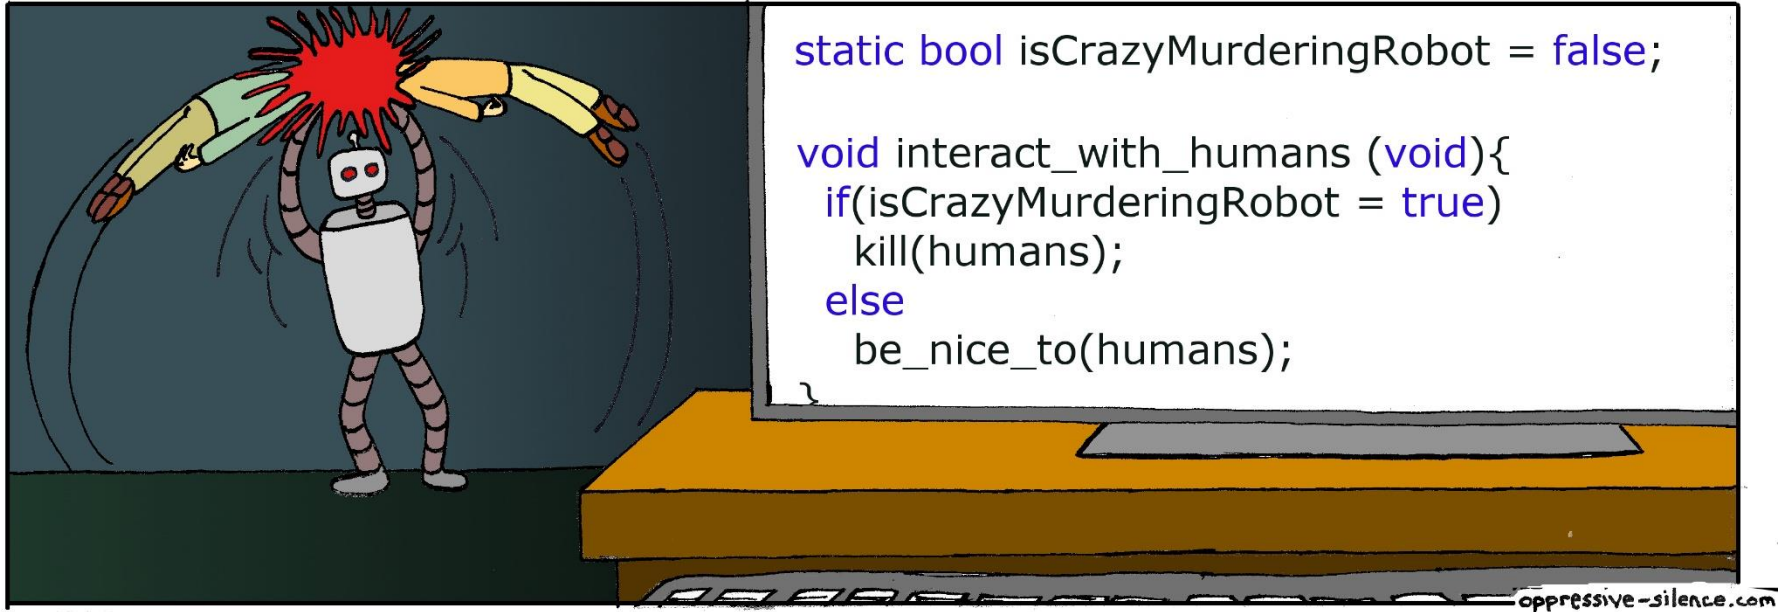 static bool isCrazyMurderingRobot = false;
void interact_with_humans (void){
if(isCrazyMurderingRobot = true)
kill(humans);
else
be_nice_to(humans);
}
oppressive-silence.com